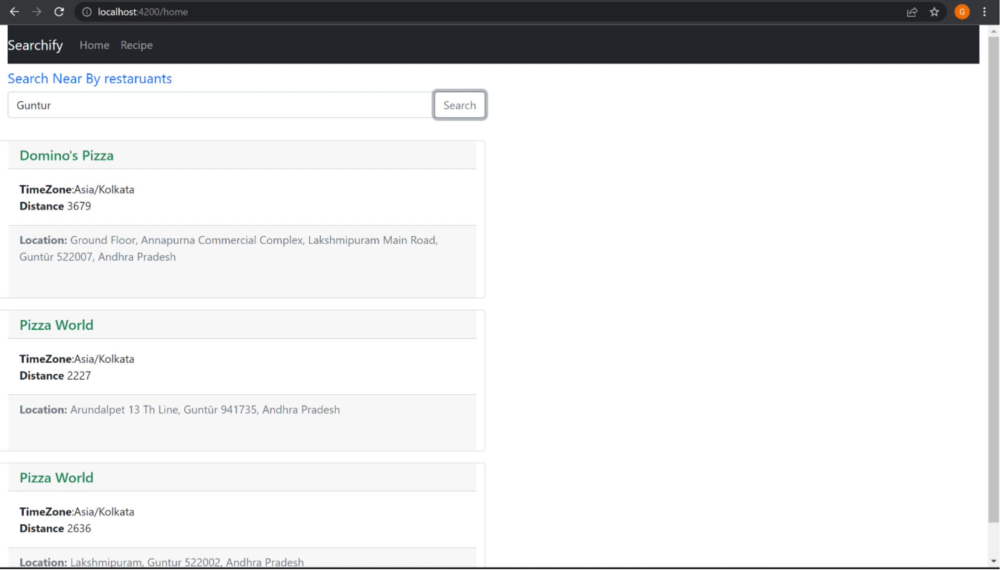 localhost:4200/home
G
Searchify Home Recipe
Search Near By restaruants
Guntur Search
Domino's Pizza
TimeZone:Asia/Kolkata
Distance 3679
Location: Ground Floor, Annapurna Commercial Complex, Lakshmipuram Main Road,
Guntūr 522007, Andhra Pradesh
Pizza World
TimeZone:Asia/Kolkata
Distance 2227
Location: Arundalpet 13 Th Line, Guntūr 941735, Andhra Pradesh
Pizza World
TimeZone:Asia/Kolkata
Distance 2636
Location: Lakshmipuram, Guntur 522002, Andhra Pradesh